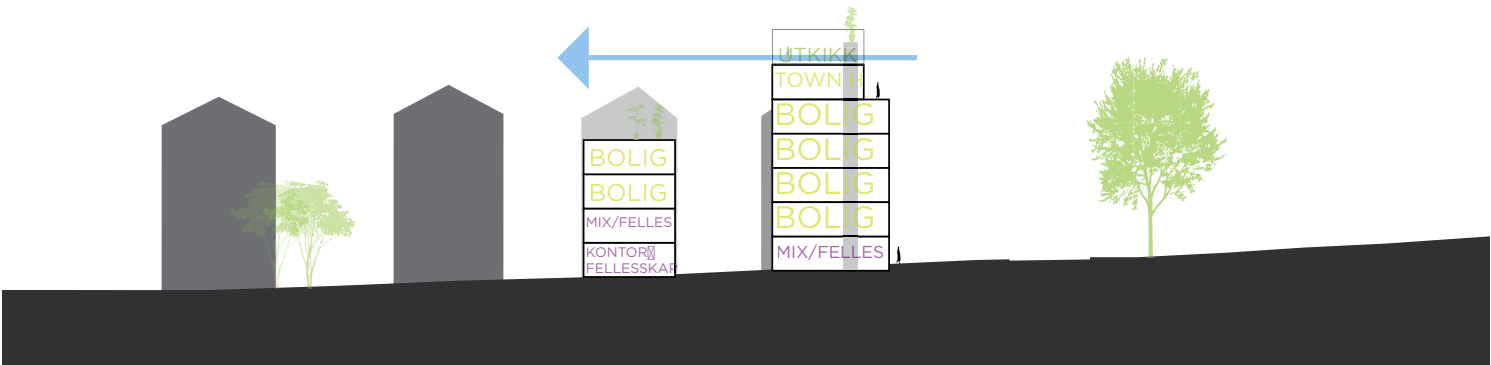 UTKIKK
TOWN H
BOLIG
BOLIG
BOLIG
BOLIG
MIX/FELLES
BOLIG
BOLIG
MIX/FELLES
KONTOR
FELLESSKAP